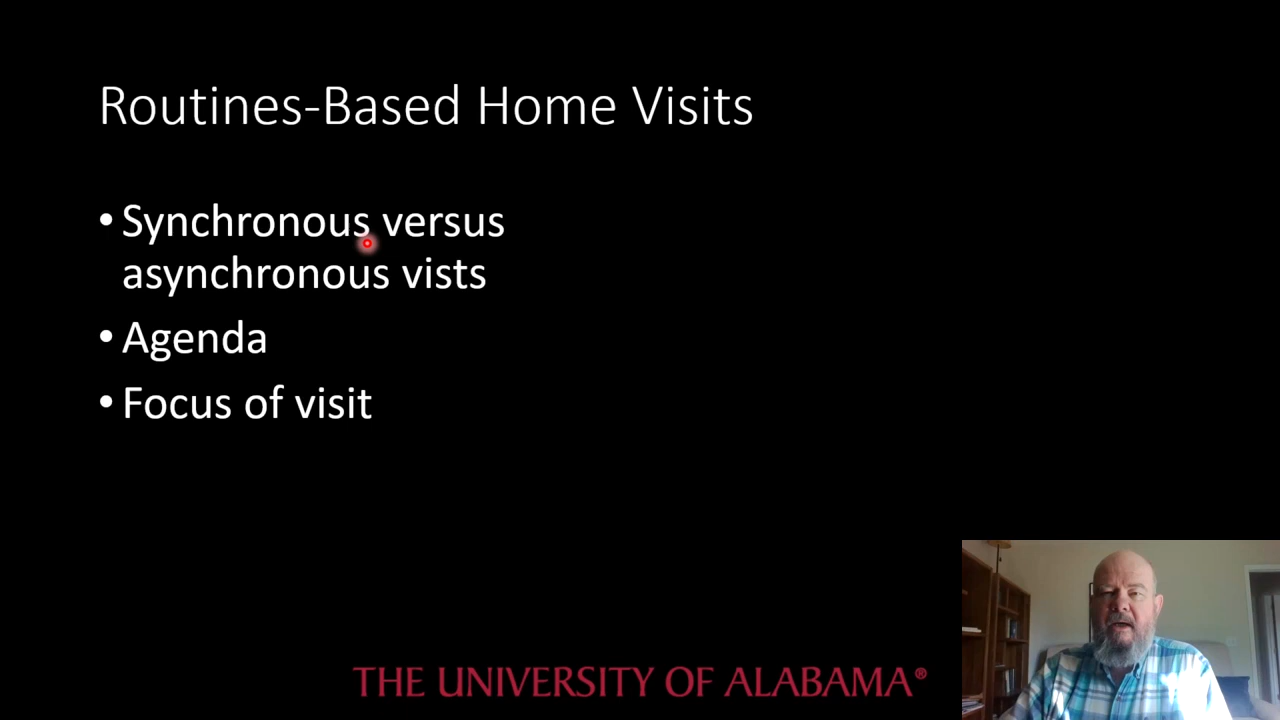 Routines-Based Home Visits
• Synchronous versus
asynchronous vists
• Agenda
• Focus of visit
THE UNIVERSITY OF ALABAMA®